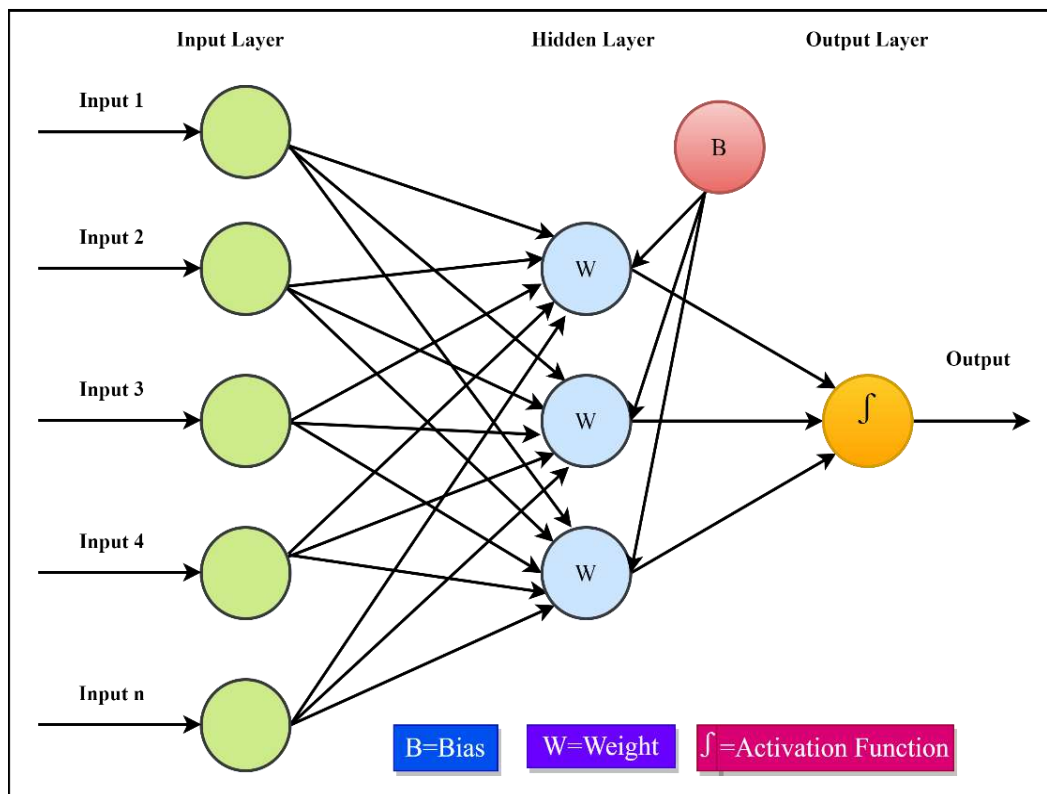 Input Layer
Hidden Layer
Output Layer
Input 1
B
Input 2
W
Input 3
W
∫
Output
Input 4
W
Input n
B=Bias
W=Weight
∫=Activation Function